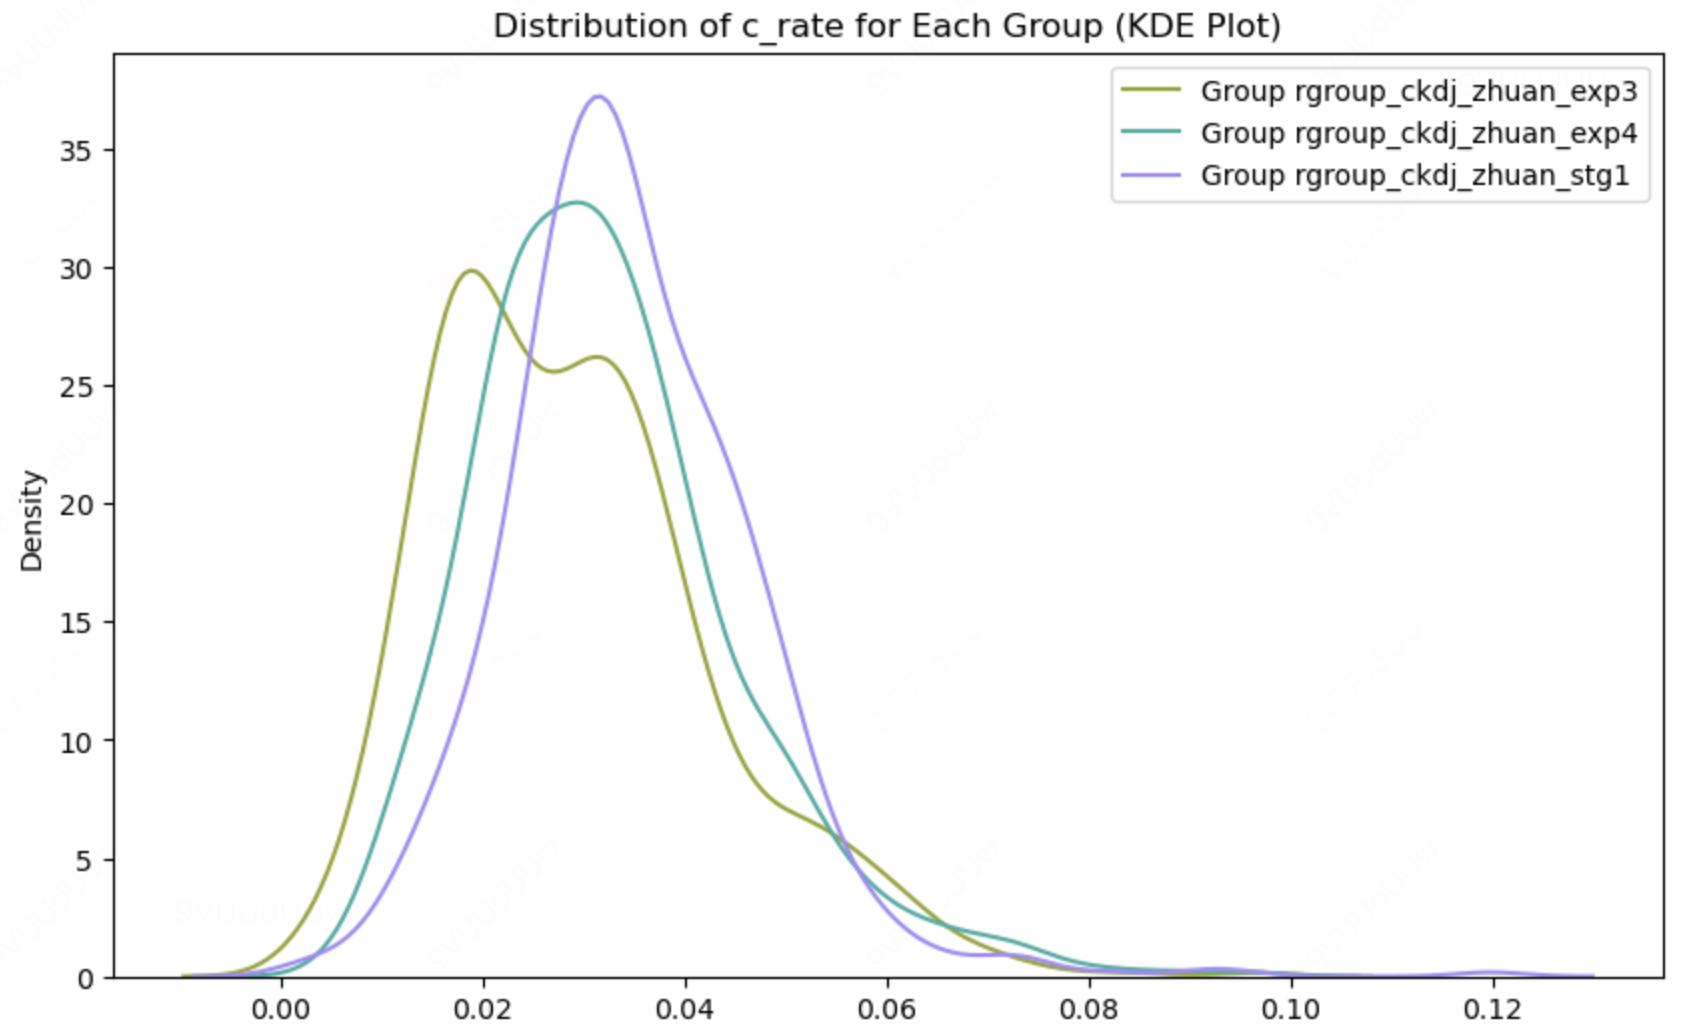 Distribution of c_rate for Each Group (KDE Plot)
Group rgroup_ckdj_zhuan_exp3
Group rgroup_ckdj_zhuan_exp4
Group rgroup_ckdj_zhuan_stg1
Density
35
30
25
20
15
10
5
0
0.00 0.02 0.04 0.06 0.08 0.10 0.12